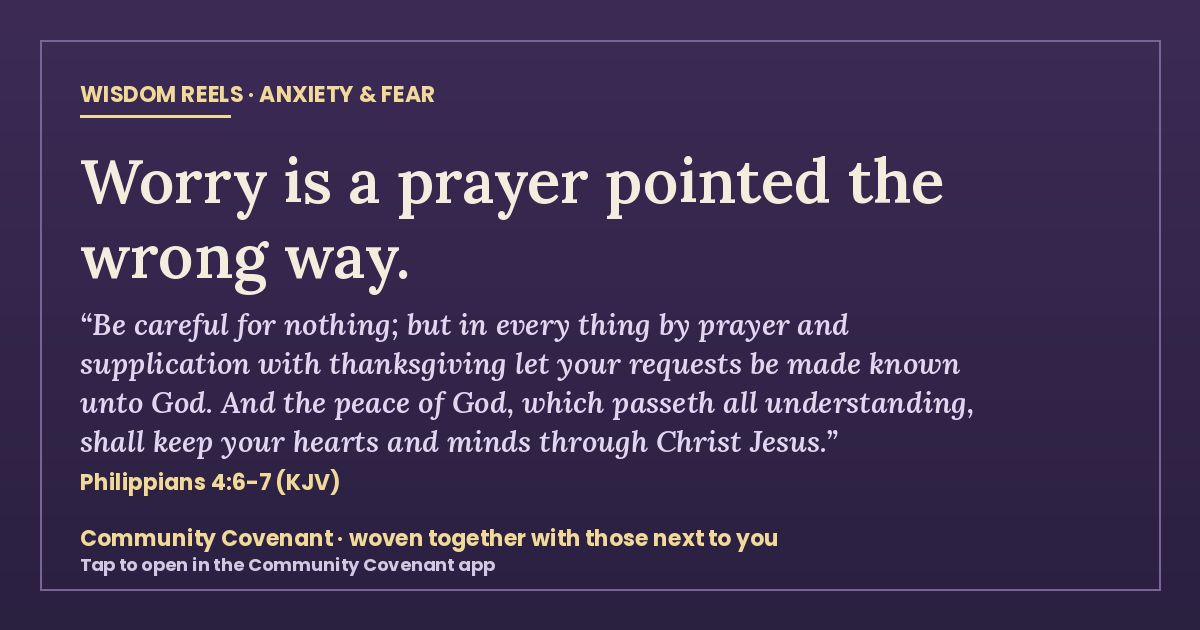 WISDOM REELS · ANXIETY & FEAR
Worry is a prayer pointed the
wrong way.
“Be careful for nothing; but in every thing by prayer and
supplication with thanksgiving let your requests be made known
unto God. And the peace of God, which passeth all understanding,
shall keep your hearts and minds through Christ Jesus.”
Philippians 4:6–7 (KJV)
Community Covenant · woven together with those next to you
Tap to open in the Community Covenant app